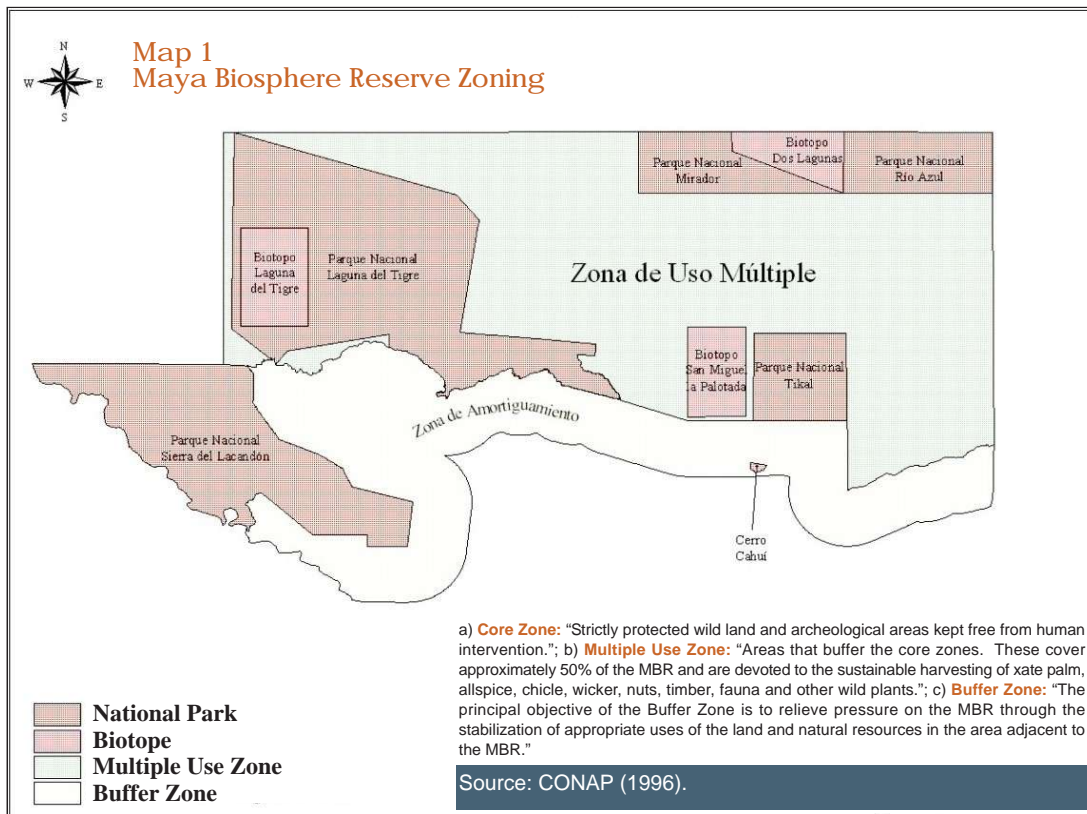 N
W E
S
Map 1
Maya Biosphere Reserve Zoning
Parque Nacional
Mirador
Biotopo
Dos Lagunas
Parque Nacional
Río Azul
Biotopo
Laguna
del Tigre
Parque Nacional
Laguna del Tigre
Zona de Uso Múltiple
Biotopo
San Miguel
la Palotada
Parque Nacional
Tikal
Zona de Amortiguamiento
Parque Nacional
Sierra del Lacandón
Cerro
Cahuí
a) Core Zone: “Strictly protected wild land and archeological areas kept free from human
intervention.”; b) Multiple Use Zone: “Areas that buffer the core zones. These cover
approximately 50% of the MBR and are devoted to the sustainable harvesting of xate palm,
allspice, chicle, wicker, nuts, timber, fauna and other wild plants.”; c) Buffer Zone: “The
principal objective of the Buffer Zone is to relieve pressure on the MBR through the
stabilization of appropriate uses of the land and natural resources in the area adjacent to
the MBR.”
National Park
Biotope
Multiple Use Zone
Buffer Zone
Source: CONAP (1996).